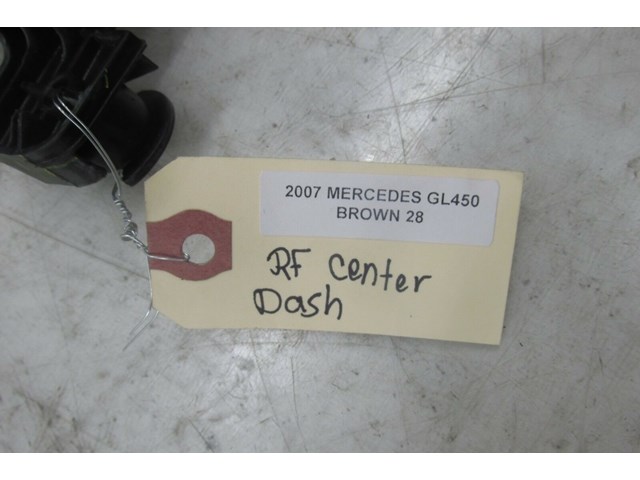 2007 MERCEDES GL450
BROWN 28
RF center
Dash